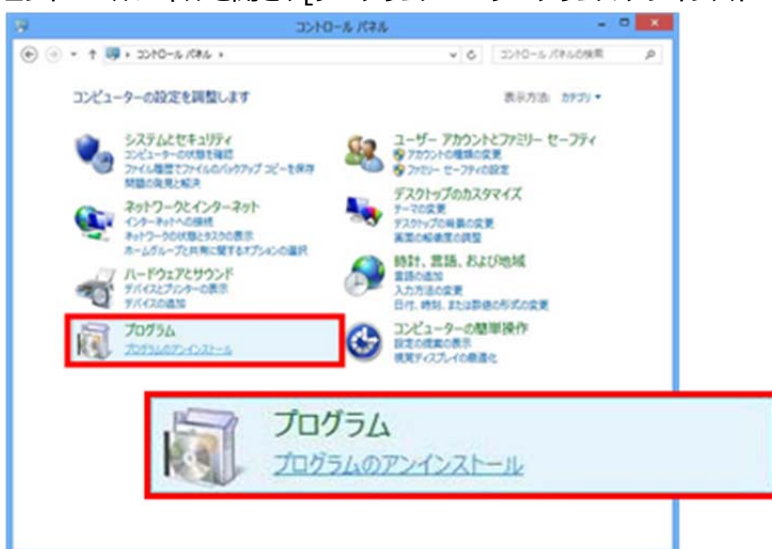 コントロール パネル
コントロール パネル
コントロール パネルの検索
コンピューターの設定を調整します
表示方法: カテゴリ
システムとセキュリティ
コンピューターの状態を確認
ファイル履歴でファイルのバックアップ コピーを保存
問題の発見と解決
ネットワークとインターネット
インターネットへの接続
ネットワークの状態とタスクの表示
ホームグループと共有に関するオプションの選択
ハードウェアとサウンド
デバイスとプリンターの表示
デバイスの追加
プログラム
プログラムのアンインストール
ユーザー アカウントとファミリー セーフティ
アカウントの種類の変更
ファミリー セーフティの設定
デスクトップのカスタマイズ
テーマの変更
デスクトップの背景の変更
画面の解像度の調整
時計、言語、および地域
言語の追加
入力方法の変更
日付、時刻、または数値の形式の変更
コンピューターの簡単操作
設定の提案の表示
視覚ディスプレイの最適化
プログラム
プログラムのアンインストール